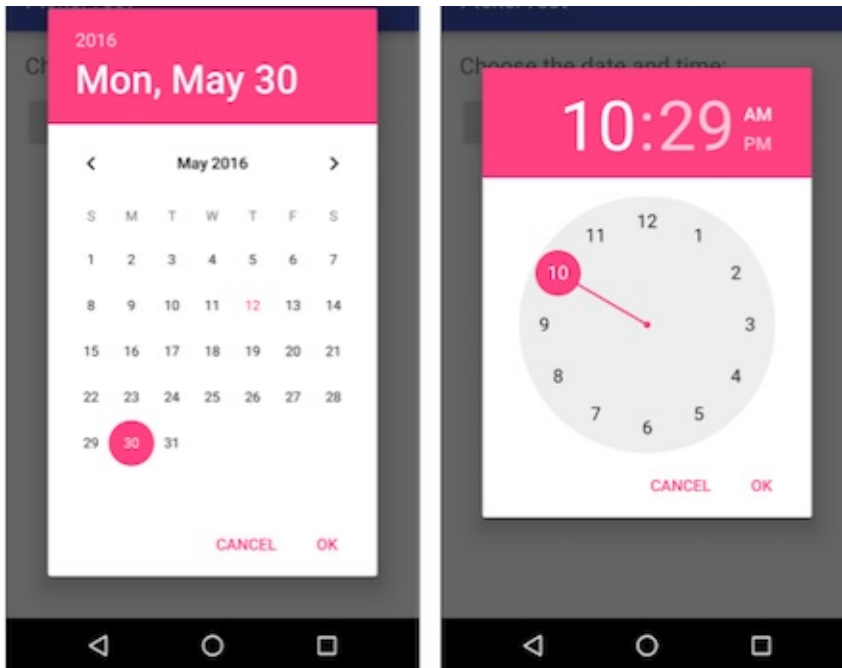 2016
Mon, May 30
May 2016
S M T W T F S
1 2 3 4 5 6 7
8 9 10 11 12 13 14
15 16 17 18 19 20 21
22 23 24 25 26 27 28
29 30 31
CANCEL OK
Choose the date and time:
10:29 AM
PM
12
11 1
10 2
9 3
8 4
7 5
6
CANCEL OK